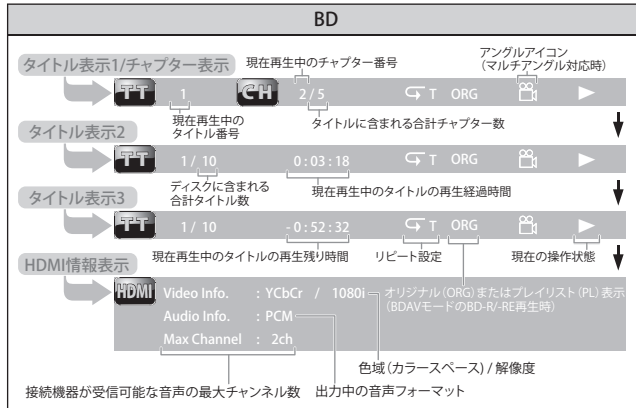 BD
タイトル表示1/チャプター表示
現在再生中のチャプター番号
アングルアイコン
（マルチアングル対応時）
TT 1 CH 2 / 5 T ORG
現在再生中の
タイトル番号
タイトルに含まれる合計チャプター数
タイトル表示2
TT 1 / 10 0 : 03 : 18 T ORG
ディスクに含まれる
合計タイトル数
現在再生中のタイトルの再生経過時間
タイトル表示3
TT 1 / 10 - 0 : 52 : 32 T ORG
現在再生中のタイトルの再生残り時間
リピート設定
現在の操作状態
HDMI情報表示
HDMI Video Info. : YCbCr / 1080i
オリジナル（ORG）またはプレイリスト（PL）表示
（BDAVモードのBD-R/-RE再生時）
Audio Info. : PCM
Max Channel : 2ch
色域（カラースペース）/ 解像度
接続機器が受信可能な音声の最大チャンネル数
出力中の音声フォーマット